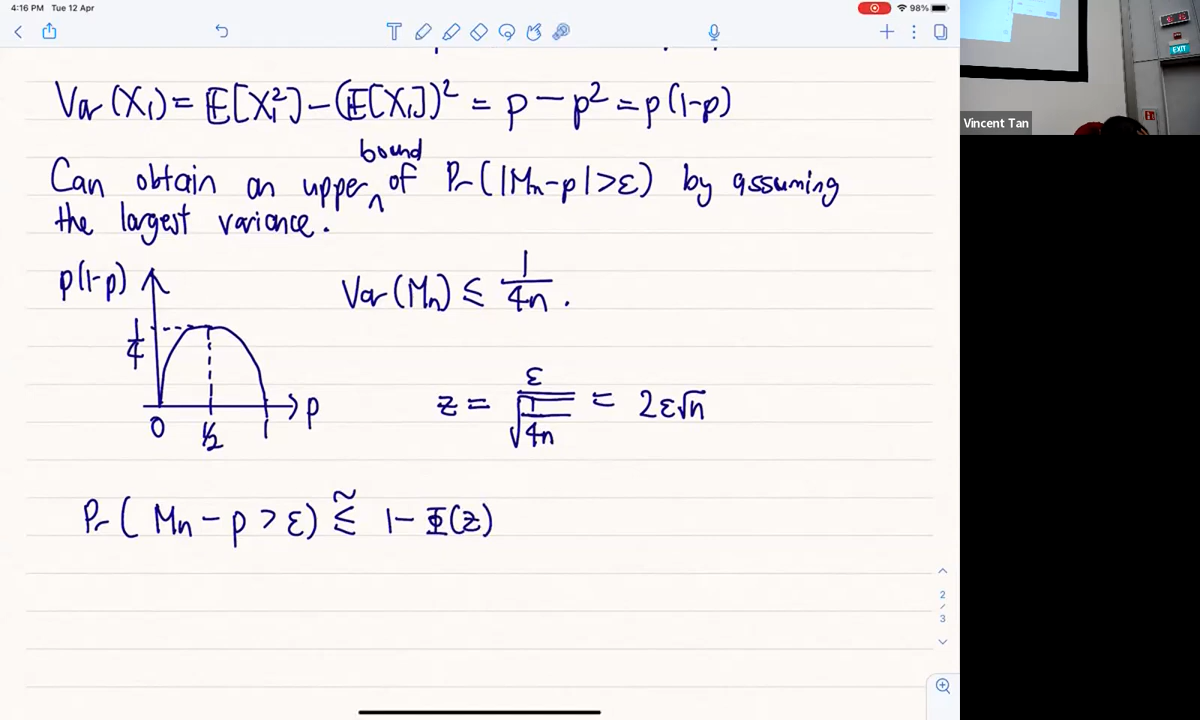 4:16 PM Tue 12 Apr
98%
T
Var(X₁) = 𝔼[X₁²] − (𝔼[X₁])² = p − p² = p(1-p)
bound
Can obtain an upper ∧ of Pr(|Mn-p|>ε) by assuming
the largest variance.
p(1-p)
Var(Mn) ≤ 1/4n .
1/4
z = ε/√(1/4n) = 2ε√n
p
0 1/2 1
Pr( Mn − p > ε) ≲ 1 − Φ(z)
2
/
3
EXIT
Vincent Tan